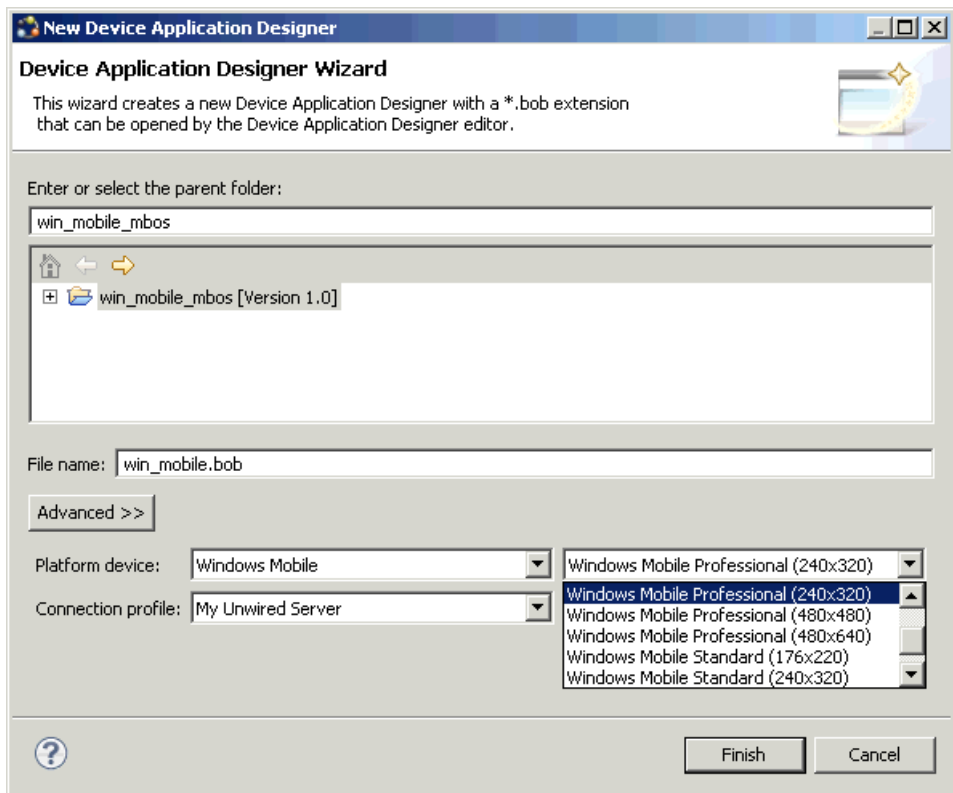 New Device Application Designer
Device Application Designer Wizard
This wizard creates a new Device Application Designer with a *.bob extension
that can be opened by the Device Application Designer editor.
Enter or select the parent folder:
win_mobile_mbos
win_mobile_mbos [Version 1.0]
File name: win_mobile.bob
Advanced >>
Platform device: Windows Mobile Windows Mobile Professional (240x320)
Connection profile: My Unwired Server
Windows Mobile Professional (240x320)
Windows Mobile Professional (480x480)
Windows Mobile Professional (480x640)
Windows Mobile Standard (176x220)
Windows Mobile Standard (240x320)
? Finish Cancel